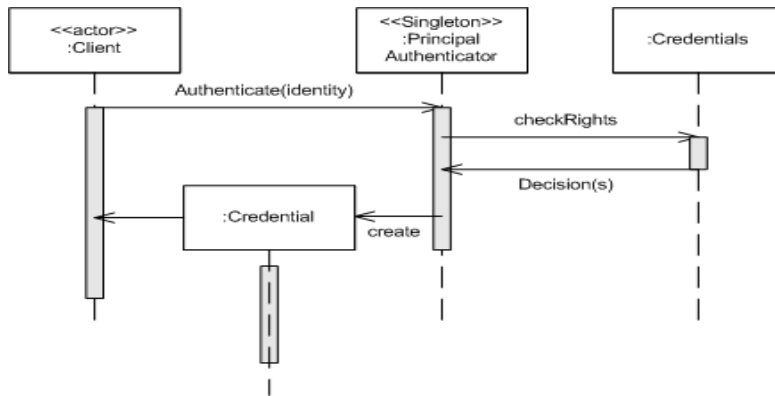 <<actor>>
:Client
<<Singleton>>
:Principal
Authenticator
:Credentials
Authenticate(identity)
checkRights
Decision(s)
:Credential
create